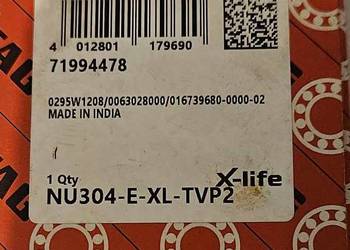 4 012801 179690
71994478
0295W1208/0063028000/016739680-0000-02
MADE IN INDIA
1 Qty
X-life
NU304-E-XL-TVP2